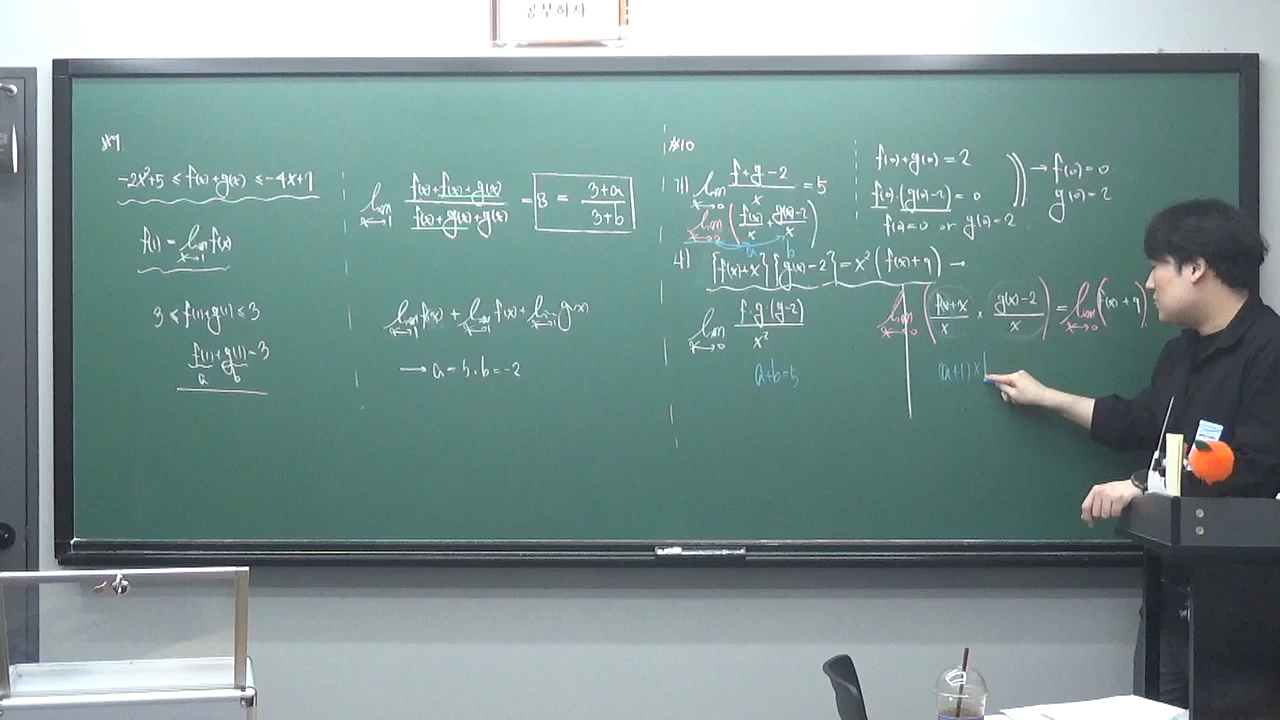 공부하자
#7
-2x²+5 ≤ f(x)+g(x) ≤ -4x+7
f(1) = lim x→1 f(x)
3 ≤ f(1)+g(1) ≤ 3
f(1)+g(1)=3
a b
lim x→1 (f(x)+f(x)+g(x))/(f(x)+g(x)+g(x)) = 8 = (3+a)/(3+b)
lim x→1 f(x) + lim x→1 f(x) + lim x→1 g(x)
→ a=5, b=-2
#10
lim x→0 (f+g-2)/x = 5
lim x→0 (f(x)/x + (g(x)-2)/x)
a b
{f(x)+x}{g(x)-2}=x²(f(x)+9) →
lim x→0 f·g·(g-2)/x²
a+b=5
f(0)+g(0)=2
f(0)(g(0)-2)=0
f(0)=0 or g(0)=2
→ f(0)=0
g(0)=2
lim x→0 ((f(x)+x)/x × (g(x)-2)/x) = lim x→0 (f(x)+9)
(a+1)×b